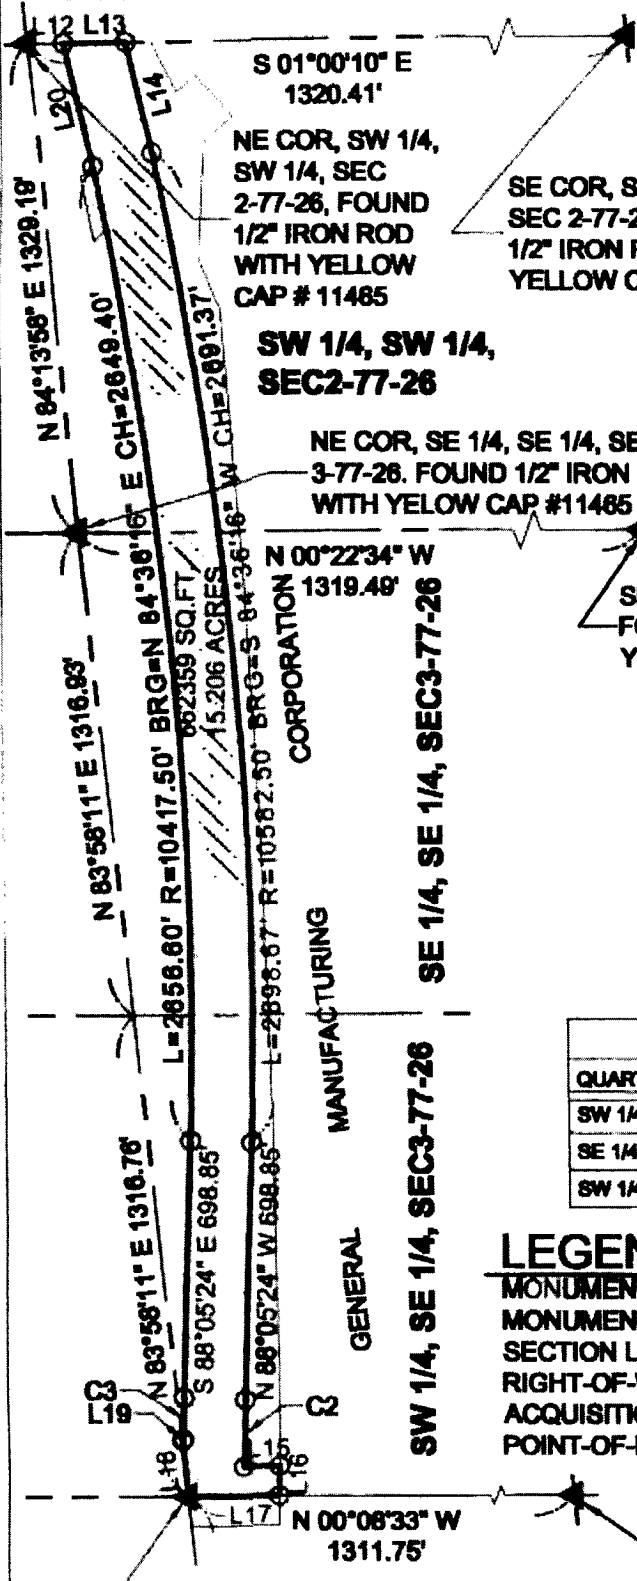 L12 L13
S 01°00'10" E
1320.41'
L20
L14
NE COR, SW 1/4,
SW 1/4, SEC
2-77-26, FOUND
1/2" IRON ROD
WITH YELLOW
CAP # 11465
SE COR, S
SEC 2-77-2
1/2" IRON
YELLOW C
N 84°13'58" E 1329.19'
SW 1/4, SW 1/4,
SEC2-77-26
NE COR, SE 1/4, SE 1/4, SE
3-77-26. FOUND 1/2" IRON
WITH YELOW CAP #11465
N 00°22'34" W
1319.49'
L=2656.60' R=10417.50' BRG=N 84°36'16" E CH=2649.40'
662359 SQ.FT.
15.206 ACRES
L=2698.67' R=10582.50' BRG=S 84°36'16" W CH=2691.37'
GENERAL MANUFACTURING CORPORATION
SE 1/4, SE 1/4, SEC3-77-26
N 83°58'11" E 1316.93'
N 83°58'11" E 1316.76'
S 88°05'24" E 698.85'
N 88°05'24" W 698.85'
SW 1/4, SE 1/4, SEC3-77-26
QUAR
SW 1/4
SE 1/4
SW 1/4
LEGEN
MONUMEN
MONUMEN
SECTION L
RIGHT-OF-
ACQUISITI
POINT-OF-
C3
L19
C2
L18
L15
L16
L17
N 00°08'33" W
1311.75'